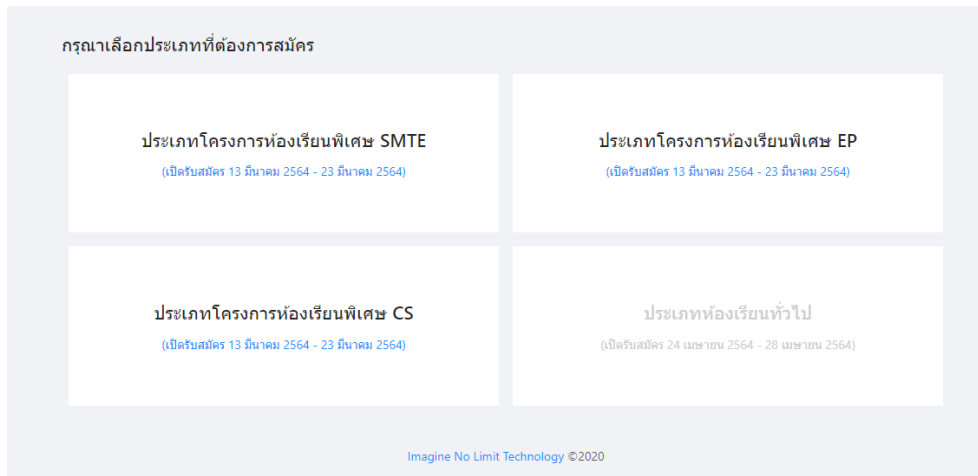 กรุณาเลือกประเภทที่ต้องการสมัคร
ประเภทโครงการห้องเรียนพิเศษ SMTE
(เปิดรับสมัคร 13 มีนาคม 2564 - 23 มีนาคม 2564)
ประเภทโครงการห้องเรียนพิเศษ EP
(เปิดรับสมัคร 13 มีนาคม 2564 - 23 มีนาคม 2564)
ประเภทโครงการห้องเรียนพิเศษ CS
(เปิดรับสมัคร 13 มีนาคม 2564 - 23 มีนาคม 2564)
ประเภทห้องเรียนทั่วไป
(เปิดรับสมัคร 24 เมษายน 2564 - 28 เมษายน 2564)
Imagine No Limit Technology ©2020